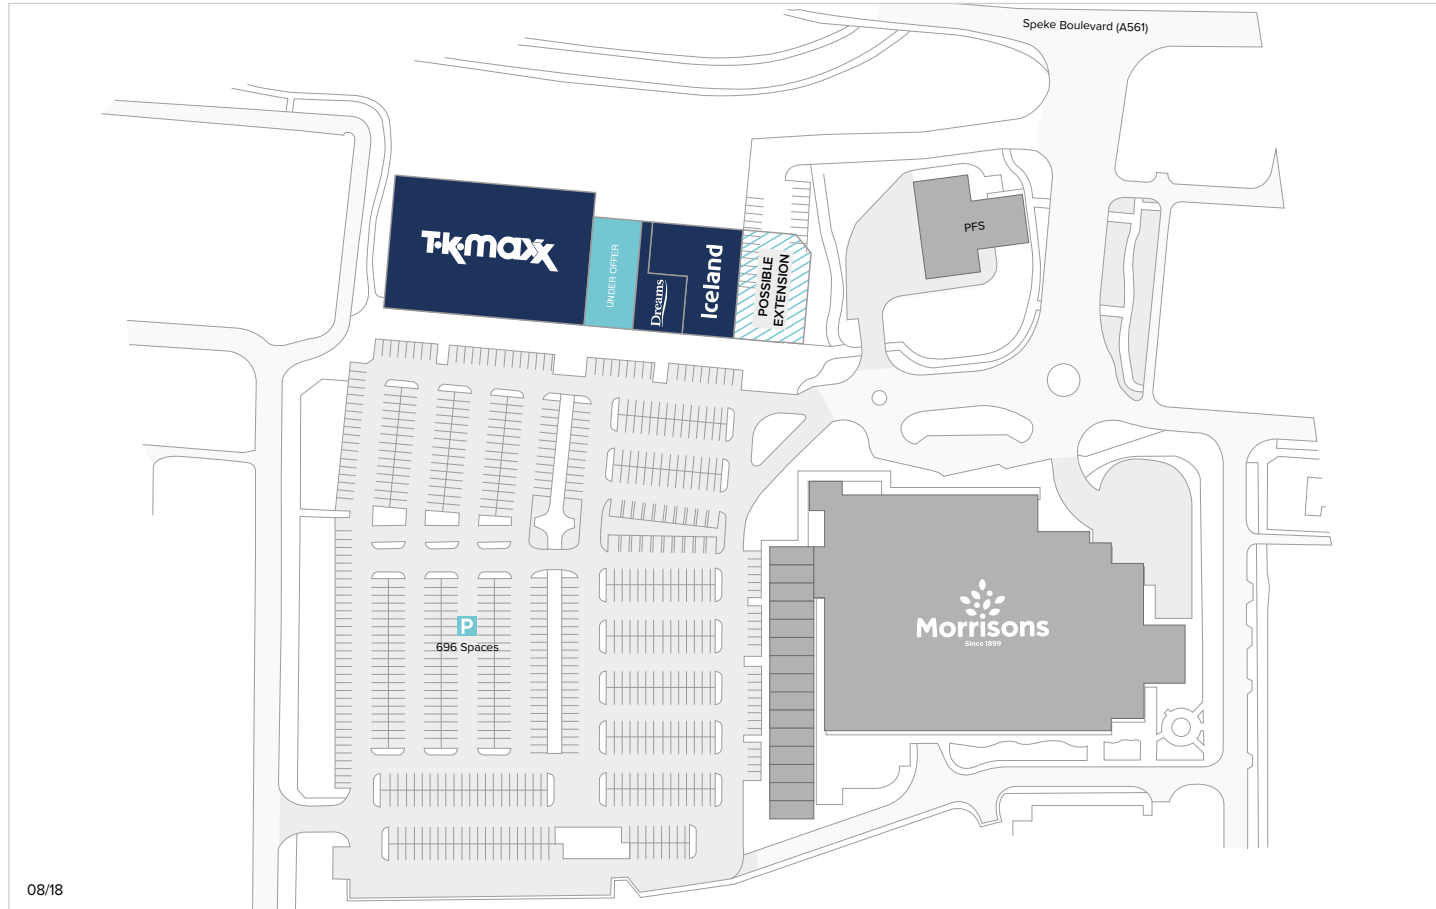 Speke Boulevard (A561)
PFS
T·K·maxx
UNDER OFFER
Dreams
Iceland
POSSIBLE
EXTENSION
P
696 Spaces
Morrisons
Since 1899
08/18